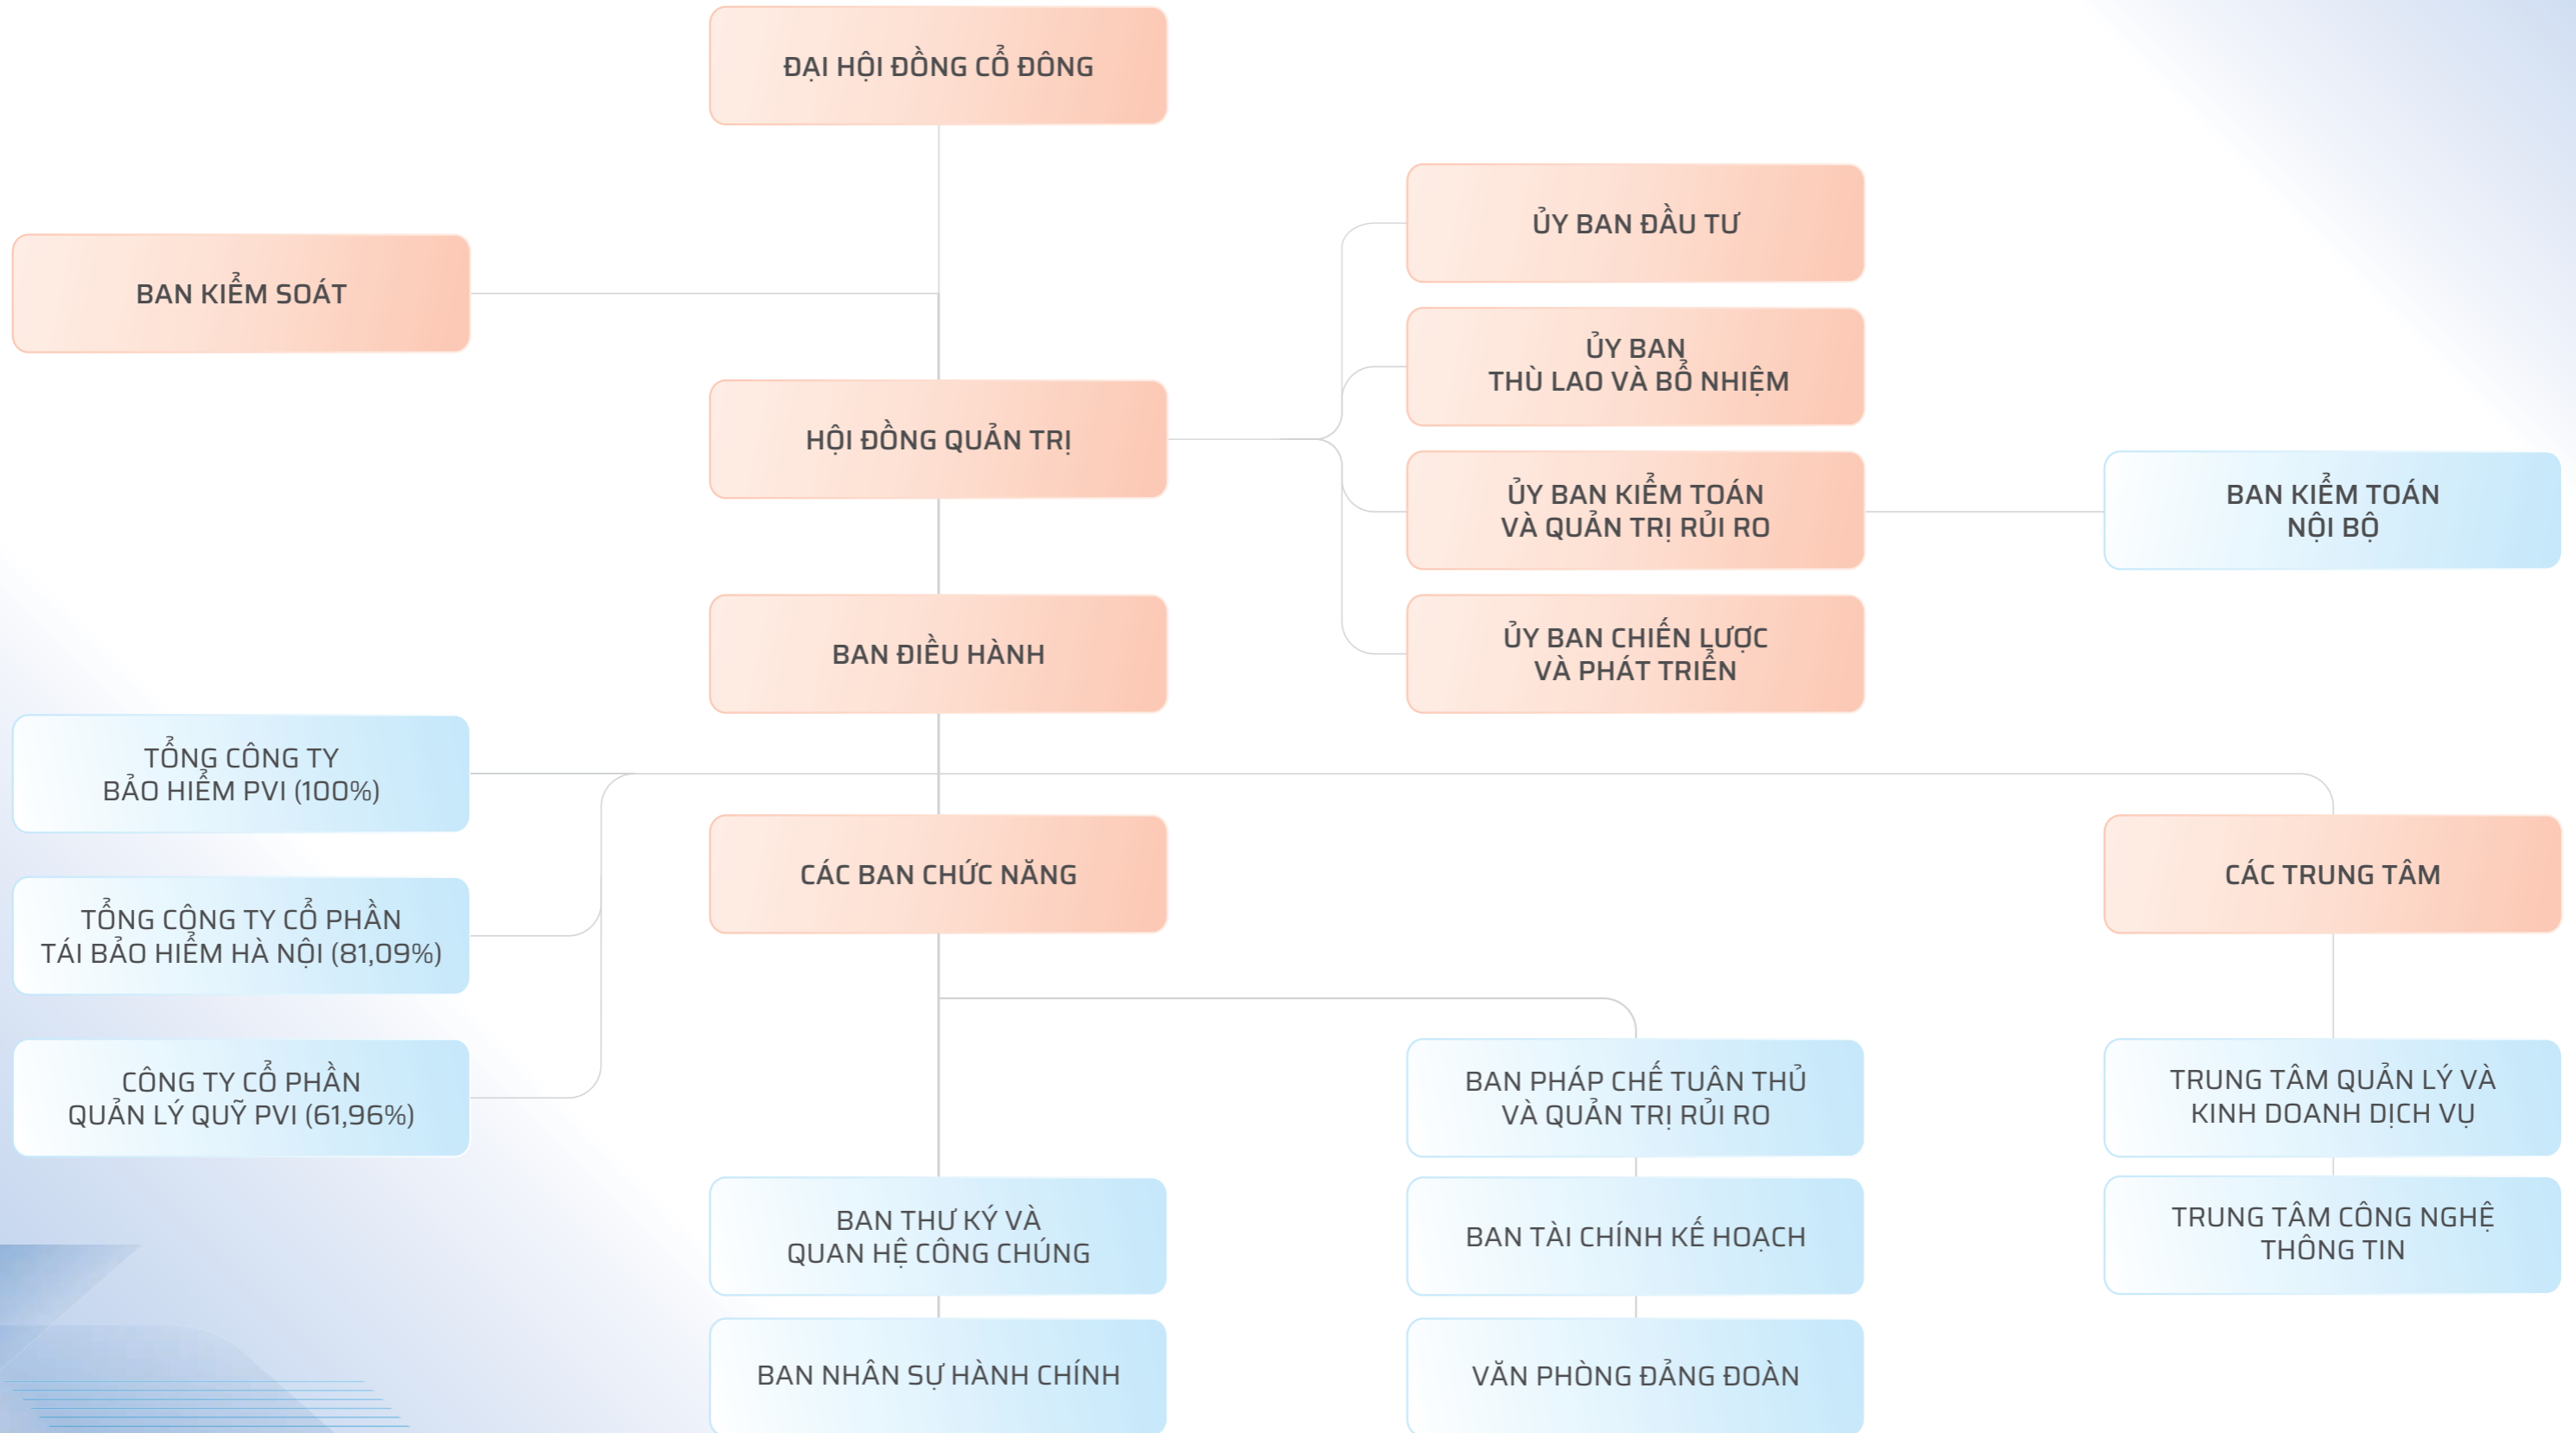 ĐẠI HỘI ĐỒNG CỔ ĐÔNG
ỦY BAN ĐẦU TƯ
BAN KIỂM SOÁT
ỦY BAN
THÙ LAO VÀ BỔ NHIỆM
HỘI ĐỒNG QUẢN TRỊ
ỦY BAN KIỂM TOÁN
VÀ QUẢN TRỊ RỦI RO
BAN KIỂM TOÁN
NỘI BỘ
BAN ĐIỀU HÀNH
ỦY BAN CHIẾN LƯỢC
VÀ PHÁT TRIỂN
TỔNG CÔNG TY
BẢO HIỂM PVI (100%)
CÁC BAN CHỨC NĂNG
CÁC TRUNG TÂM
TỔNG CÔNG TY CỔ PHẦN
TÁI BẢO HIỂM HÀ NỘI (81,09%)
CÔNG TY CỔ PHẦN
QUẢN LÝ QUỸ PVI (61,96%)
BAN PHÁP CHẾ TUÂN THỦ
VÀ QUẢN TRỊ RỦI RO
TRUNG TÂM QUẢN LÝ VÀ
KINH DOANH DỊCH VỤ
BAN THƯ KÝ VÀ
QUAN HỆ CÔNG CHÚNG
BAN TÀI CHÍNH KẾ HOẠCH
TRUNG TÂM CÔNG NGHỆ
THÔNG TIN
BAN NHÂN SỰ HÀNH CHÍNH
VĂN PHÒNG ĐẢNG ĐOÀN